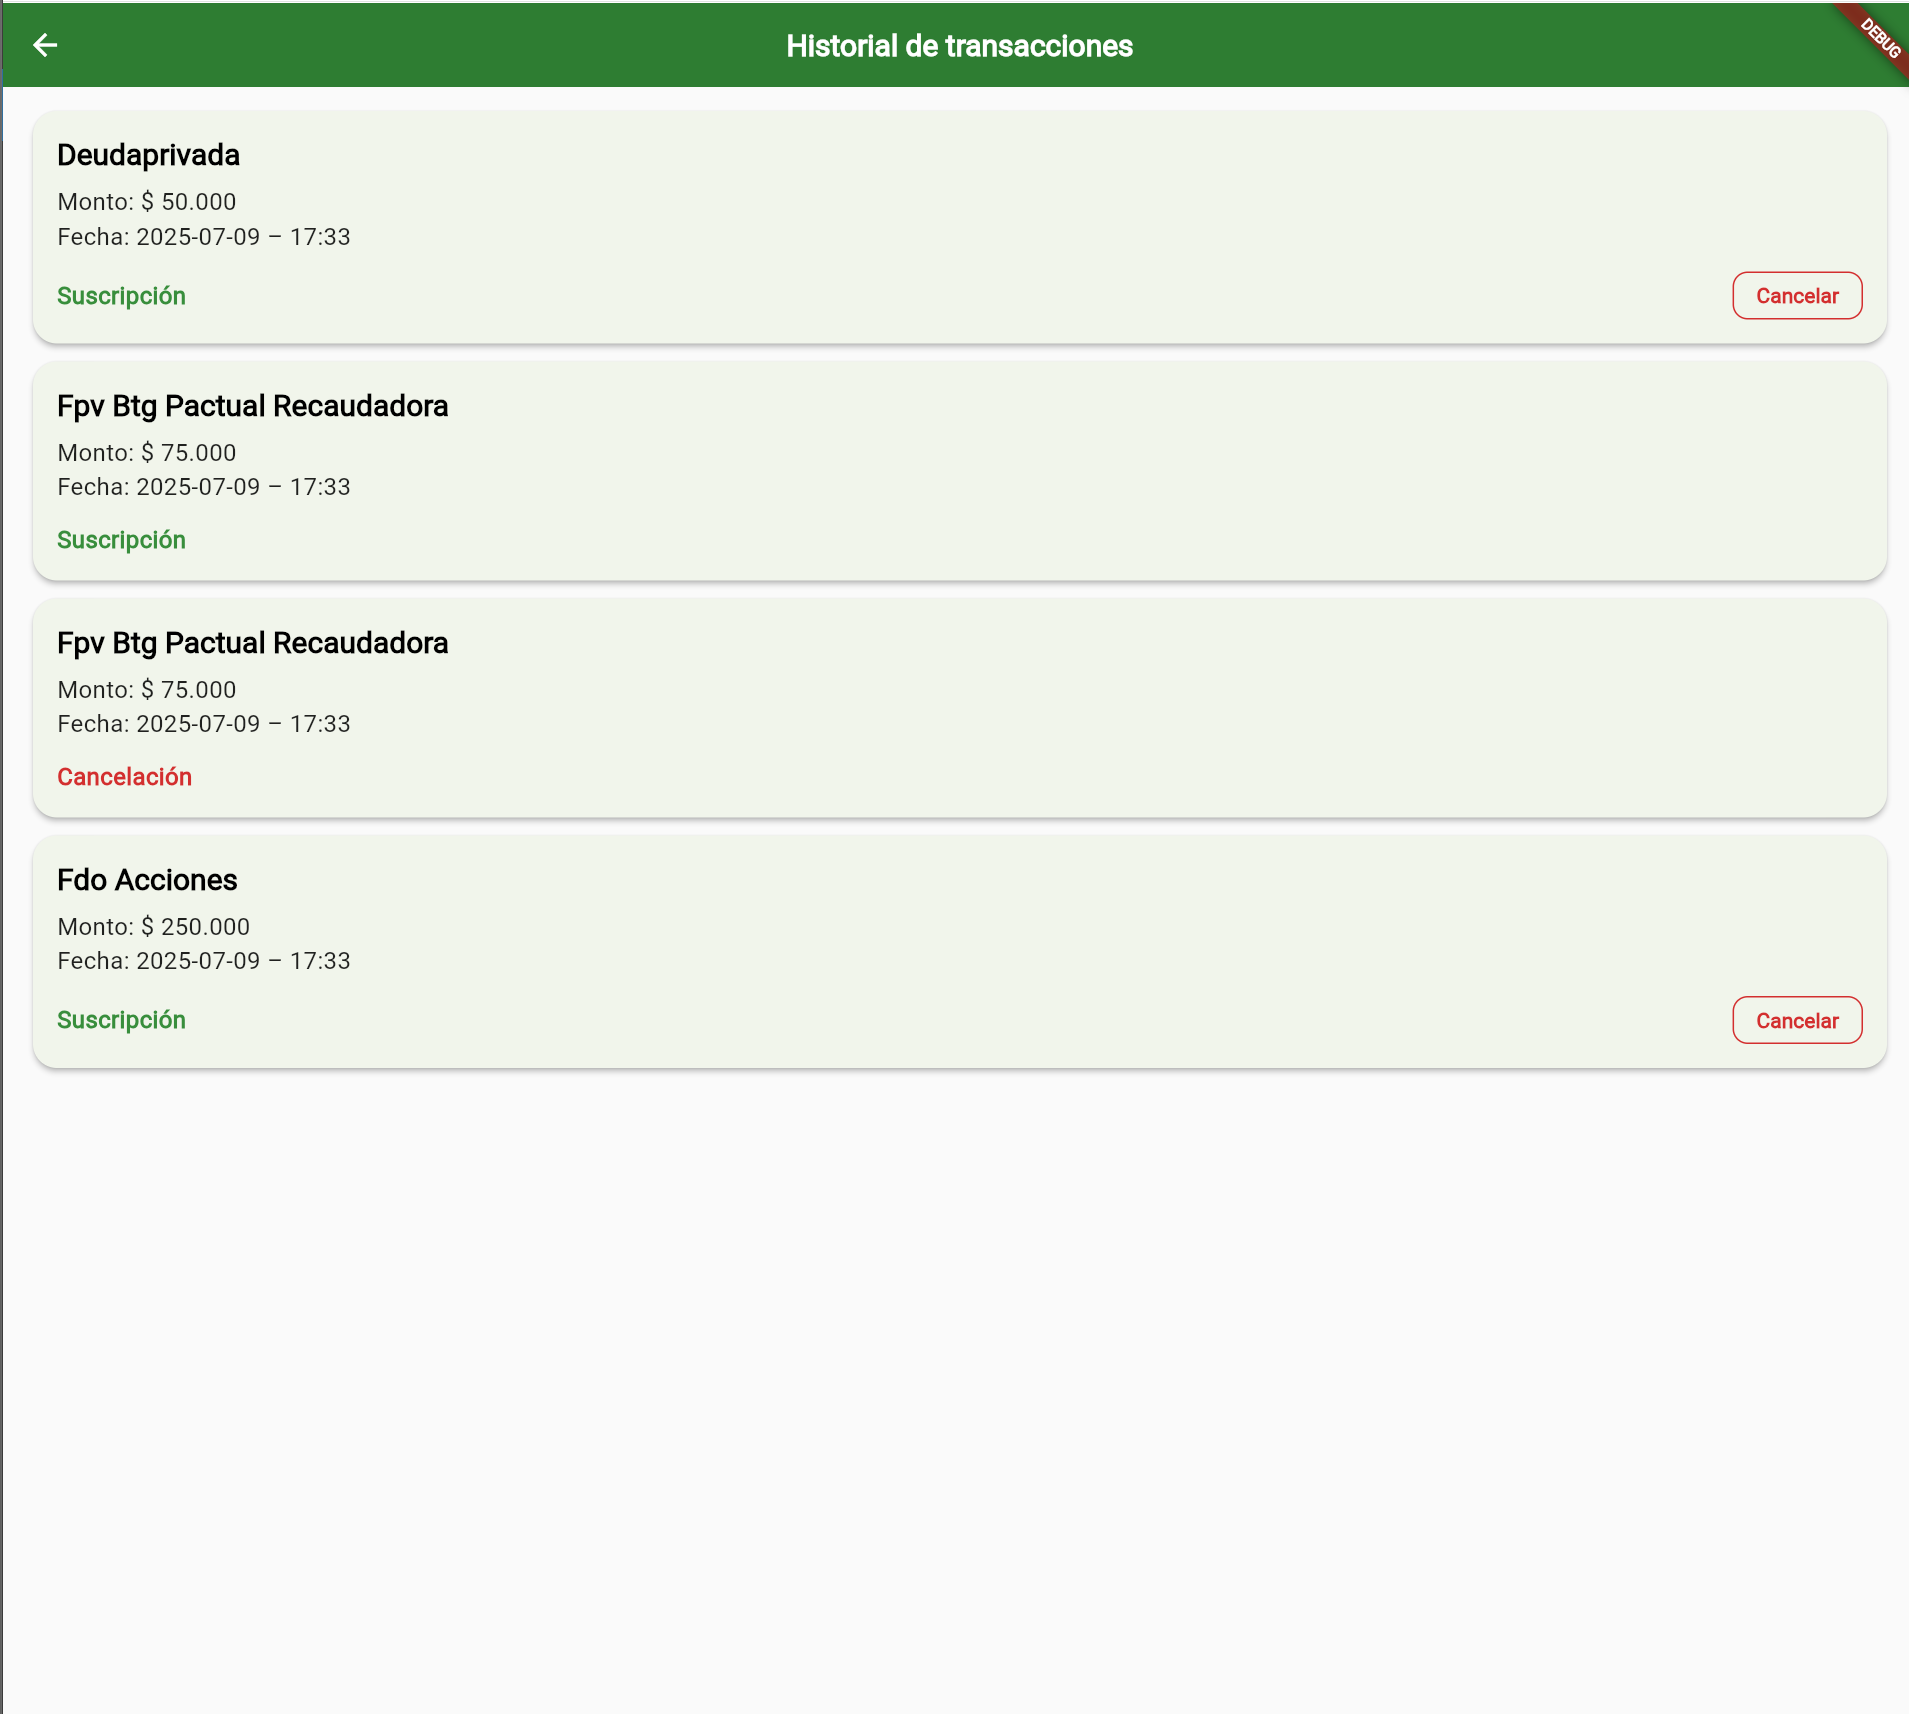 Historial de transacciones
DEBUG
Deudaprivada
Monto: $ 50.000
Fecha: 2025-07-09 – 17:33
Suscripción
Cancelar
Fpv Btg Pactual Recaudadora
Monto: $ 75.000
Fecha: 2025-07-09 – 17:33
Suscripción
Fpv Btg Pactual Recaudadora
Monto: $ 75.000
Fecha: 2025-07-09 – 17:33
Cancelación
Fdo Acciones
Monto: $ 250.000
Fecha: 2025-07-09 – 17:33
Suscripción
Cancelar